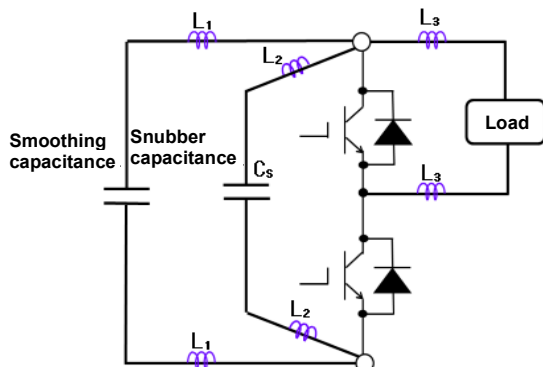 L₁
L₂
L₃
Smoothing
capacitance
Snubber
capacitance
Cₛ
Load
L₃
L₂
L₁